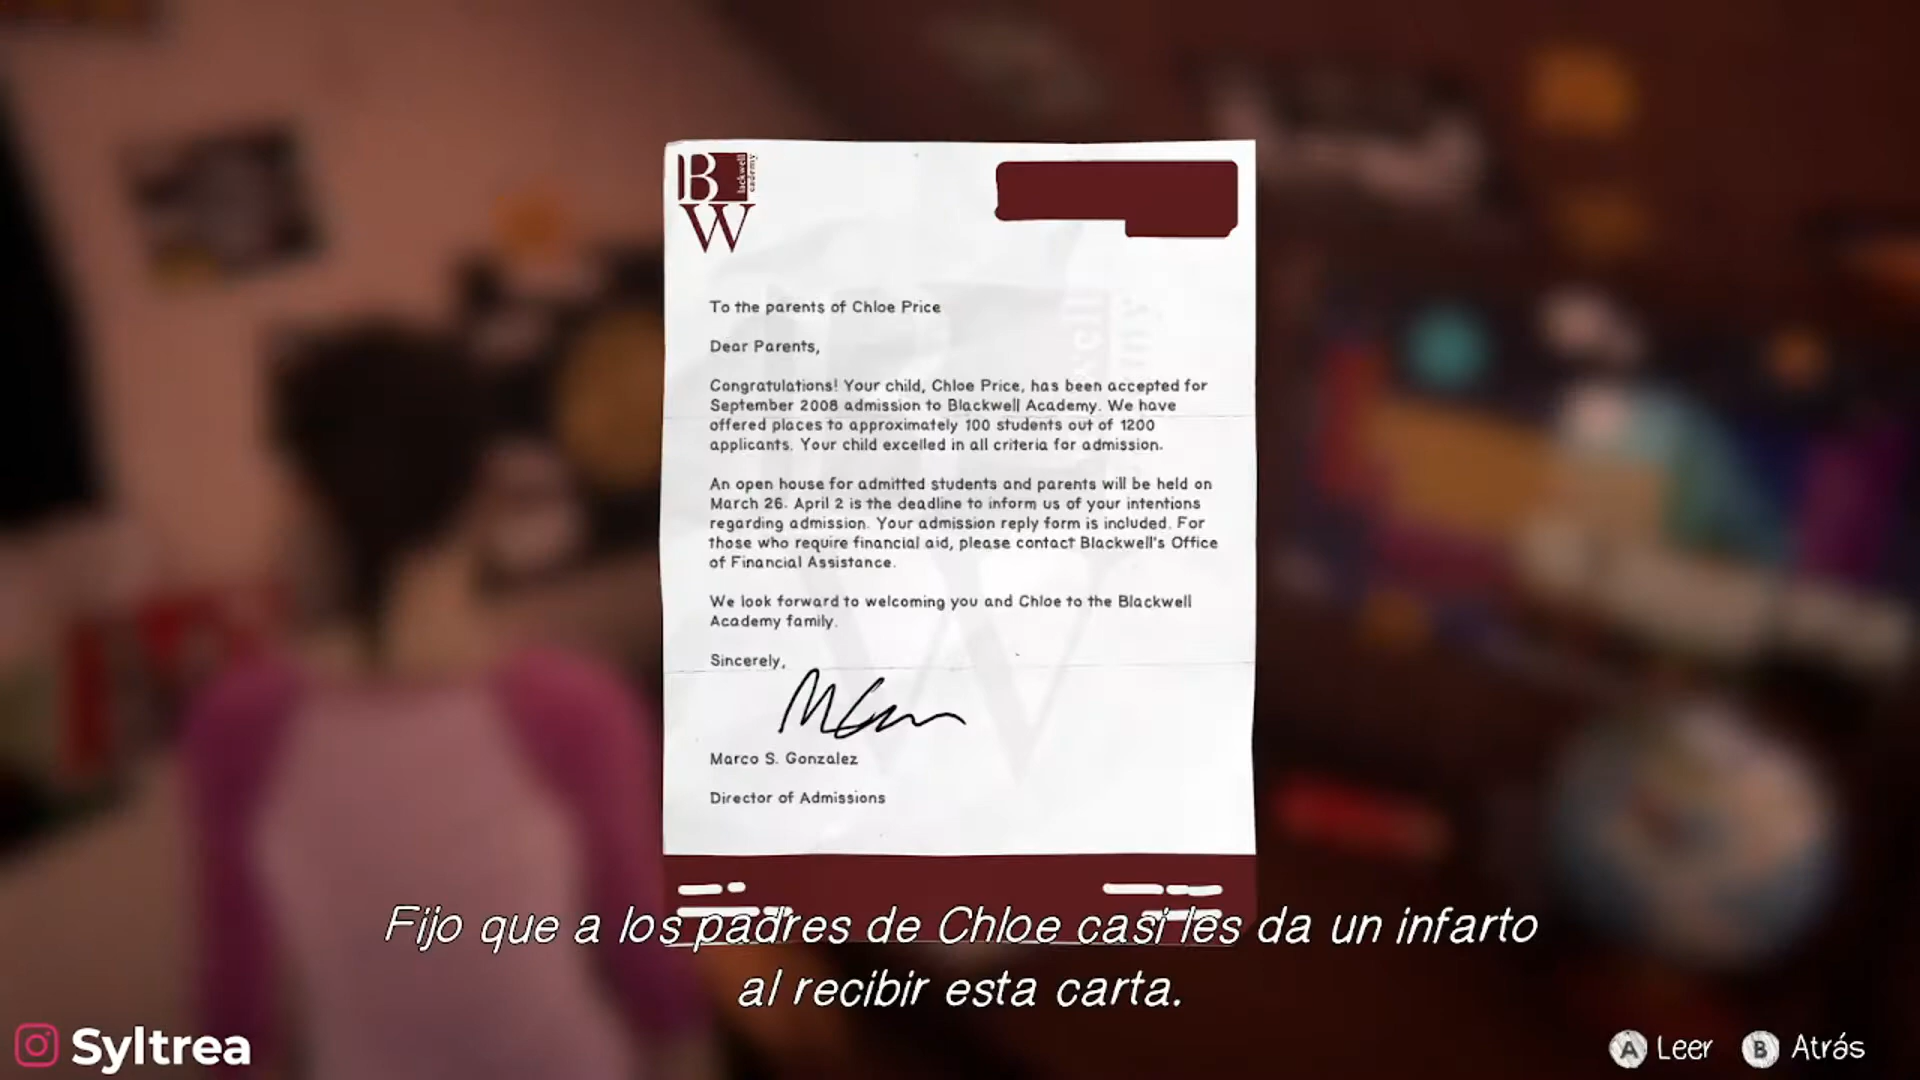 B
lackwell
cademy
W
To the parents of Chloe Price
Dear Parents,
Congratulations! Your child, Chloe Price, has been accepted for
September 2008 admission to Blackwell Academy. We have
offered places to approximately 100 students out of 1200
applicants. Your child excelled in all criteria for admission.
An open house for admitted students and parents will be held on
March 26. April 2 is the deadline to inform us of your intentions
regarding admission. Your admission reply form is included. For
those who require financial aid, please contact Blackwell's Office
of Financial Assistance.
We look forward to welcoming you and Chloe to the Blackwell
Academy family.
Sincerely,
Marco S. Gonzalez
Director of Admissions
Fijo que a los padres de Chloe casi les da un infarto
al recibir esta carta.
Syltrea
A Leer B Atrás